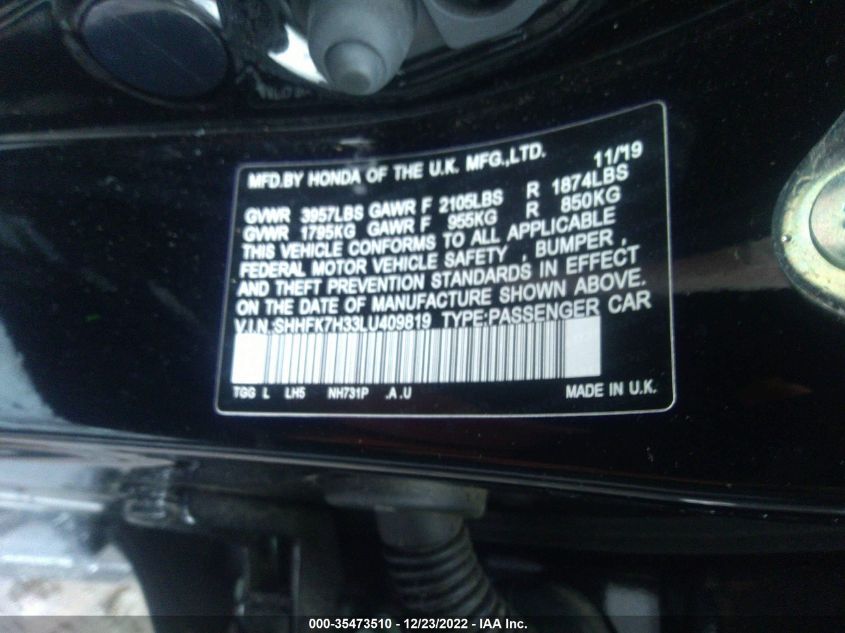 MFD.BY HONDA OF THE U.K. MFG.,LTD. 11/19
GVWR 3957LBS GAWR F 2105LBS R 1874LBS
GVWR 1795KG GAWR F 955KG R 850KG
THIS VEHICLE CONFORMS TO ALL APPLICABLE
FEDERAL MOTOR VEHICLE SAFETY , BUMPER ,
AND THEFT PREVENTION STANDARDS IN EFFECT
ON THE DATE OF MANUFACTURE SHOWN ABOVE.
V.I.N.:SHHFK7H33LU409819 TYPE:PASSENGER CAR
TGG L LH5 NH731P .A .U MADE IN U.K.
000-35473510 - 12/23/2022 - IAA Inc.